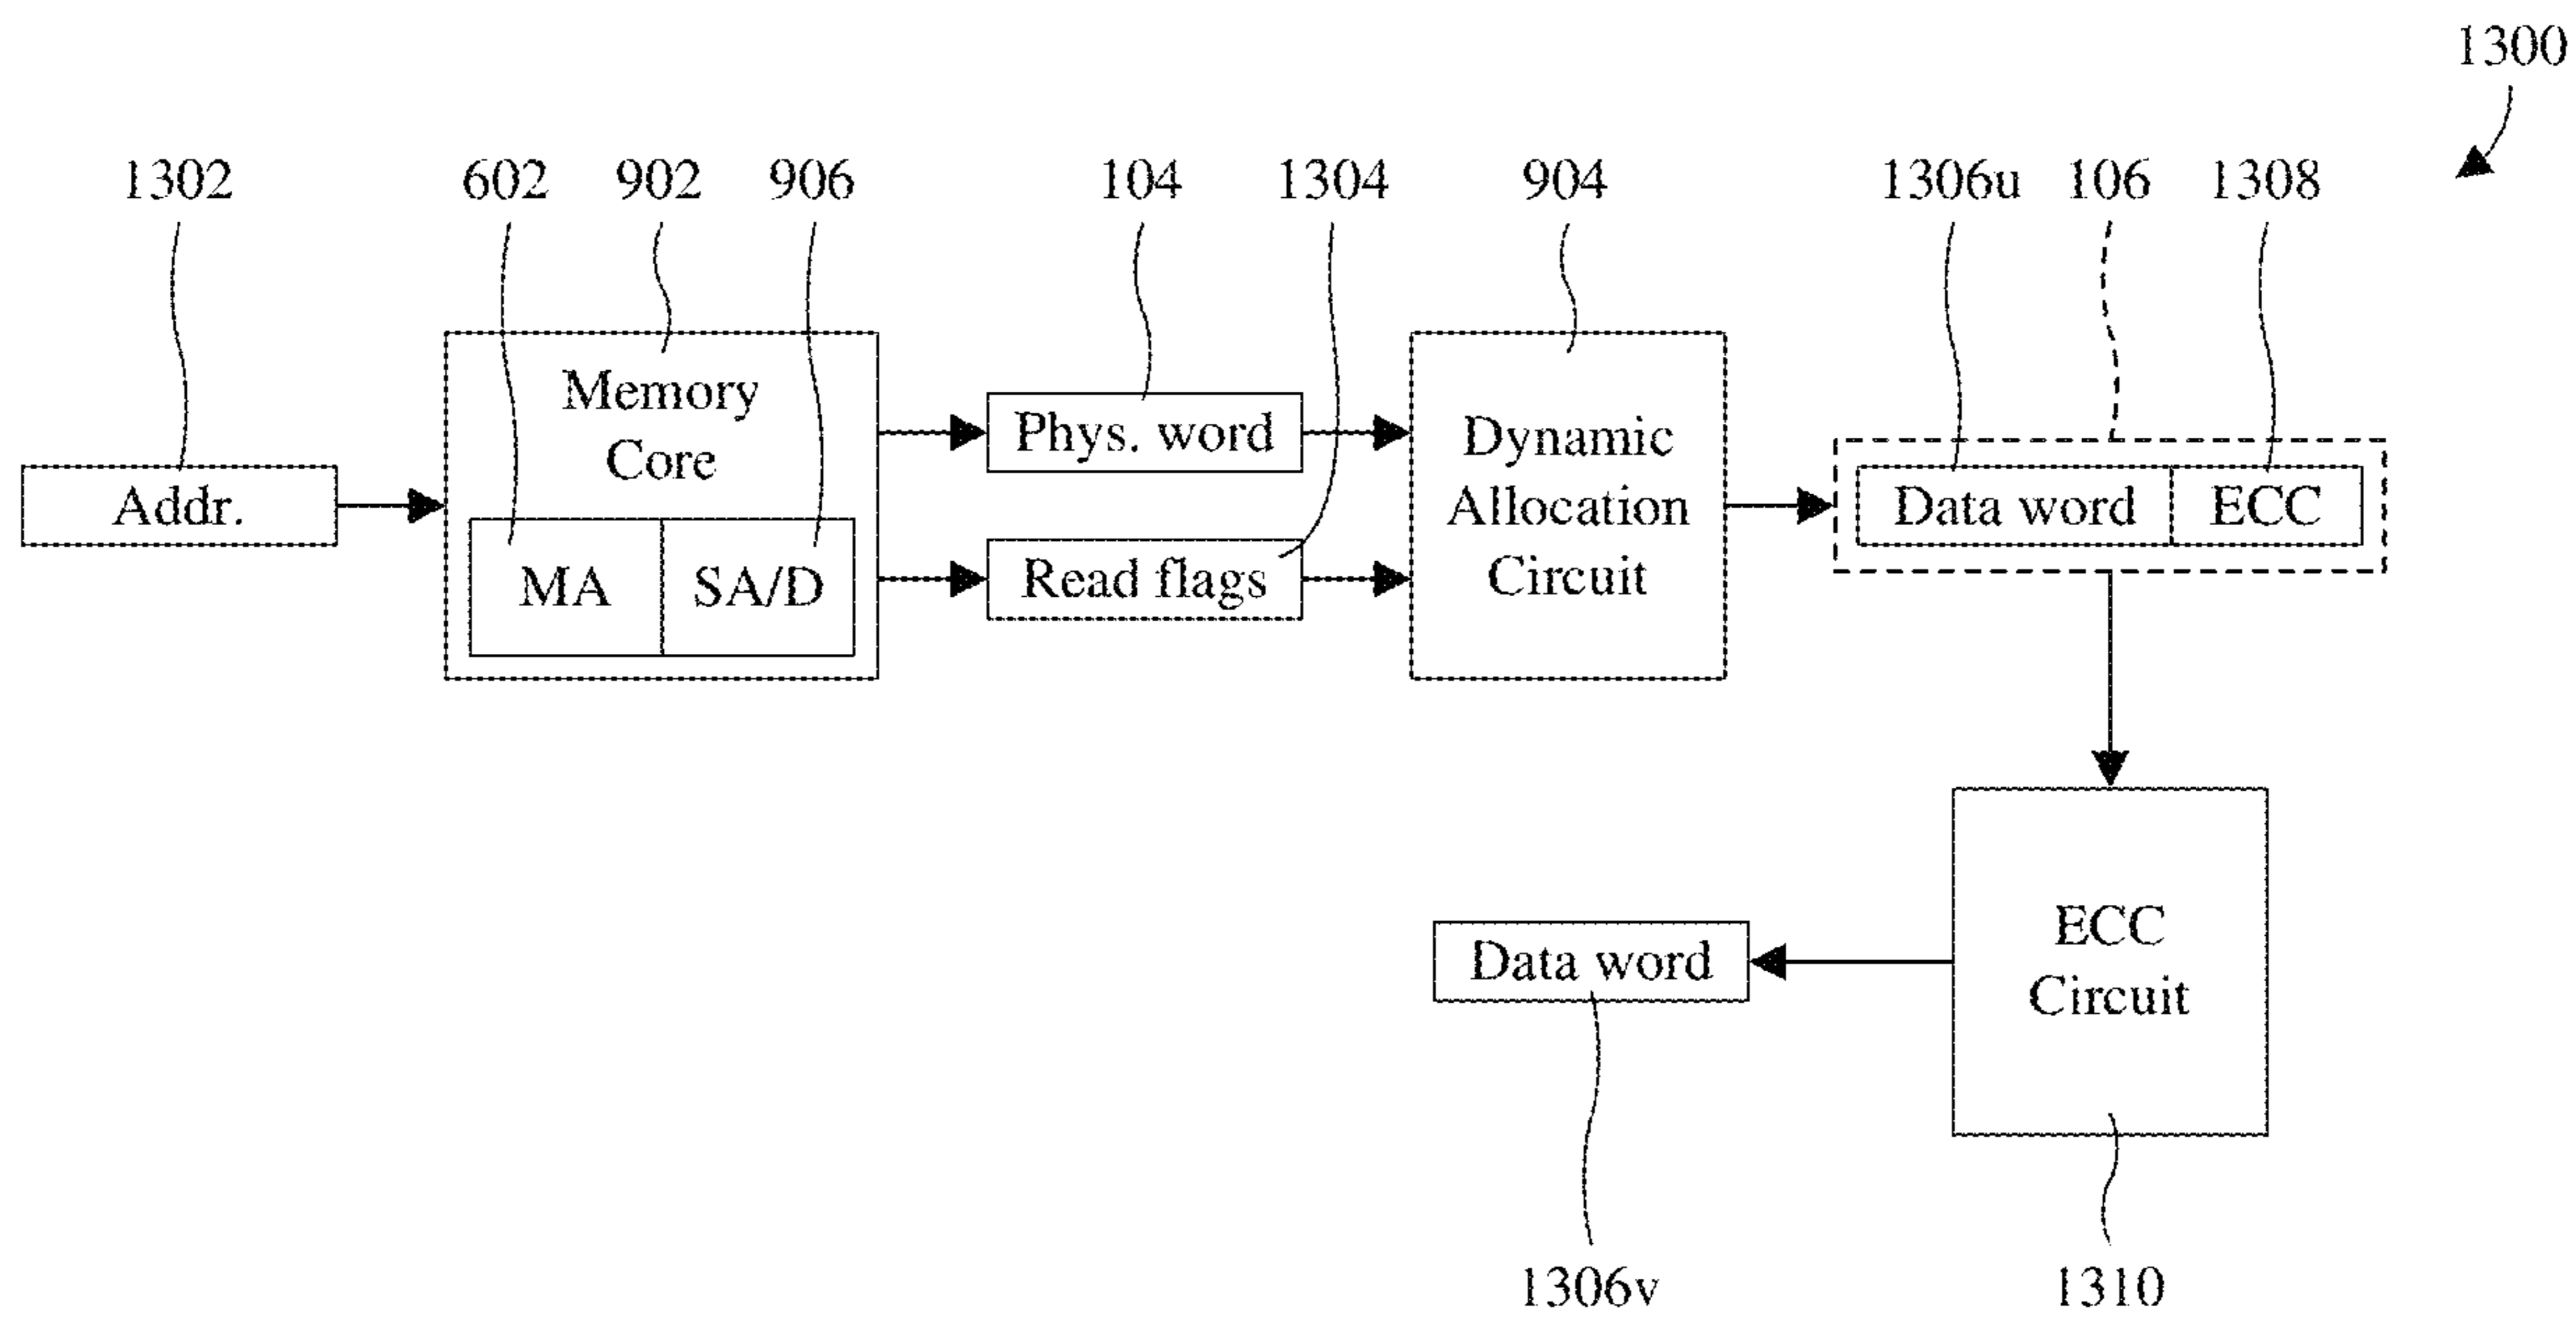 1300
1302
602
902
906
104
1304
904
1306u
106
1308
Addr.
Memory
Core
MA
SA/D
Phys. word
Read flags
Dynamic
Allocation
Circuit
Data word
ECC
ECC
Circuit
Data word
1306v
1310